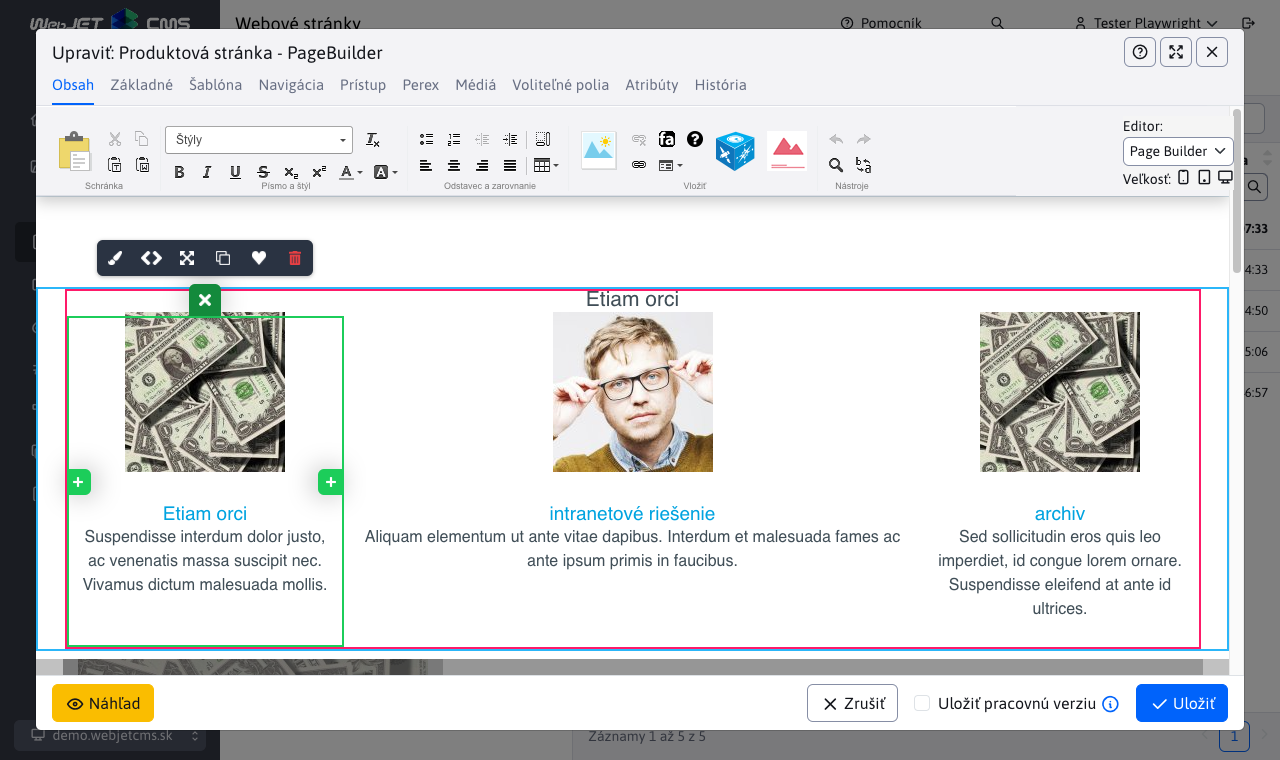 WebJET CMS
Webové stránky
Pomocník
Tester Playwright
Upraviť: Produktová stránka - PageBuilder
Obsah
Základné
Šablóna
Navigácia
Prístup
Perex
Médiá
Voliteľné polia
Atribúty
História
Štýly
Schránka
Písmo a štýl
Odstavec a zarovnanie
Vložiť
Nástroje
Editor:
Page Builder
Veľkosť:
Etiam orci
Etiam orci
Suspendisse interdum dolor justo,
ac venenatis massa suscipit nec.
Vivamus dictum malesuada mollis.
intranetové riešenie
Aliquam elementum ut ante vitae dapibus. Interdum et malesuada fames ac
ante ipsum primis in faucibus.
archiv
Sed sollicitudin eros quis leo
imperdiet, id congue lorem ornare.
Suspendisse eleifend at ante id
ultrices.
7:33
4:33
4:50
5:06
6:57
Náhľad
Zrušiť
Uložiť pracovnú verziu
Uložiť
demo.webjetcms.sk
Záznamy 1 až 5 z 5
1